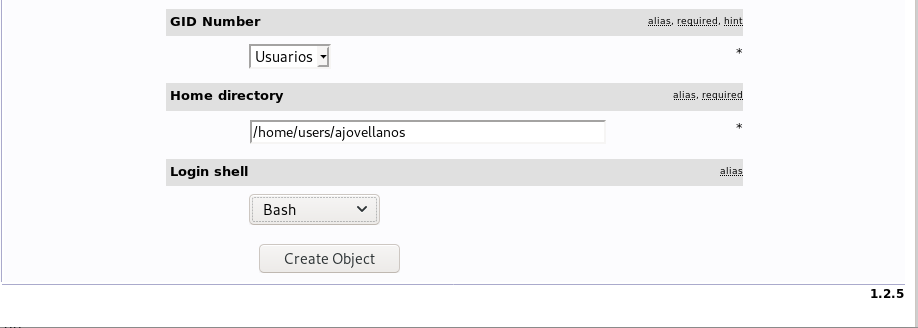 GID Number alias, required, hint
Usuarios *
Home directory alias, required
/home/users/ajovellanos *
Login shell alias
Bash
Create Object
1.2.5